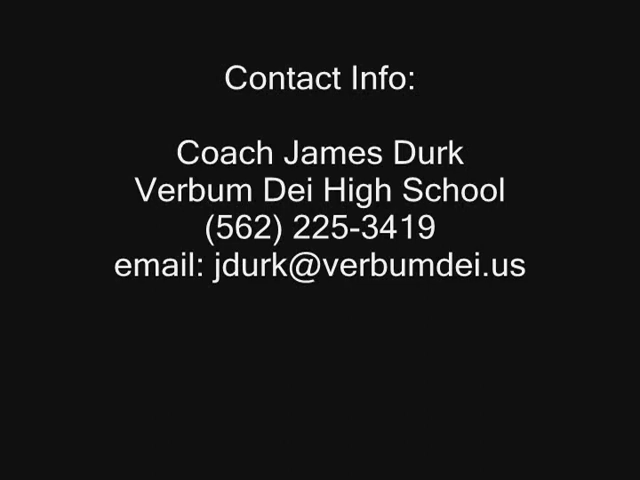 Contact Info:
Coach James Durk
Verbum Dei High School
(562) 225-3419
email: jdurk@verbumdei.us